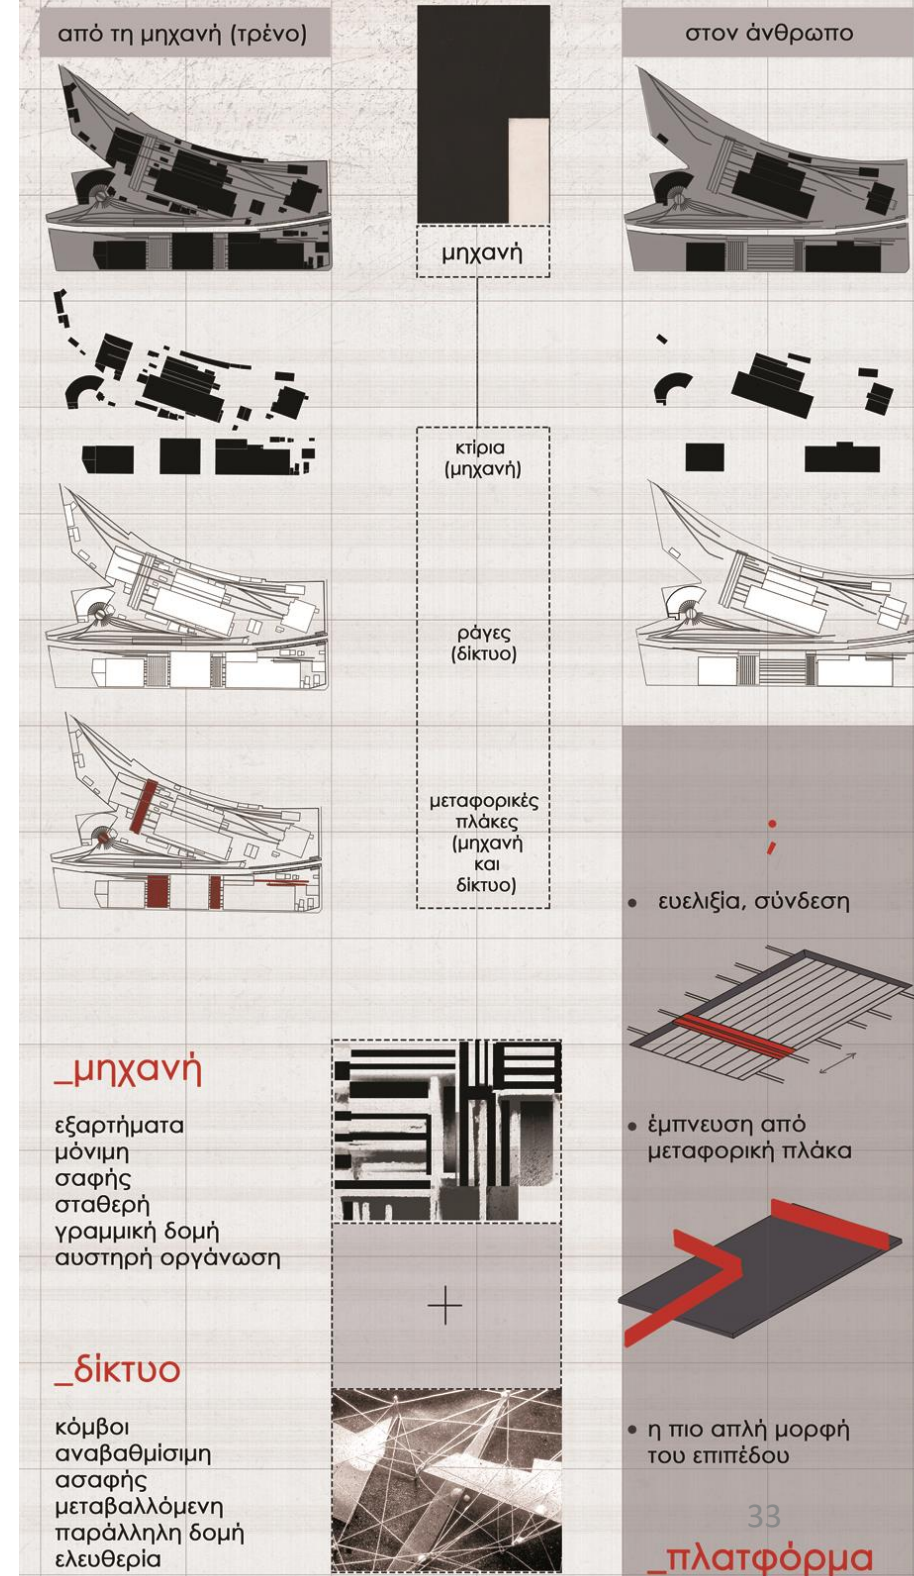 από τη μηχανή (τρένο)
στον άνθρωπο
μηχανή
κτίρια
(μηχανή)
ράγες
(δίκτυο)
μεταφορικές
πλάκες
(μηχανή
και
δίκτυο)
;
• ευελιξία, σύνδεση
• έμπνευση από
μεταφορική πλάκα
• η πιο απλή μορφή
του επιπέδου
33
_πλατφόρμα
_μηχανή
εξαρτήματα
μόνιμη
σαφής
σταθερή
γραμμική δομή
αυστηρή οργάνωση
+
_δίκτυο
κόμβοι
αναβαθμίσιμη
ασαφής
μεταβαλλόμενη
παράλληλη δομή
ελευθερία